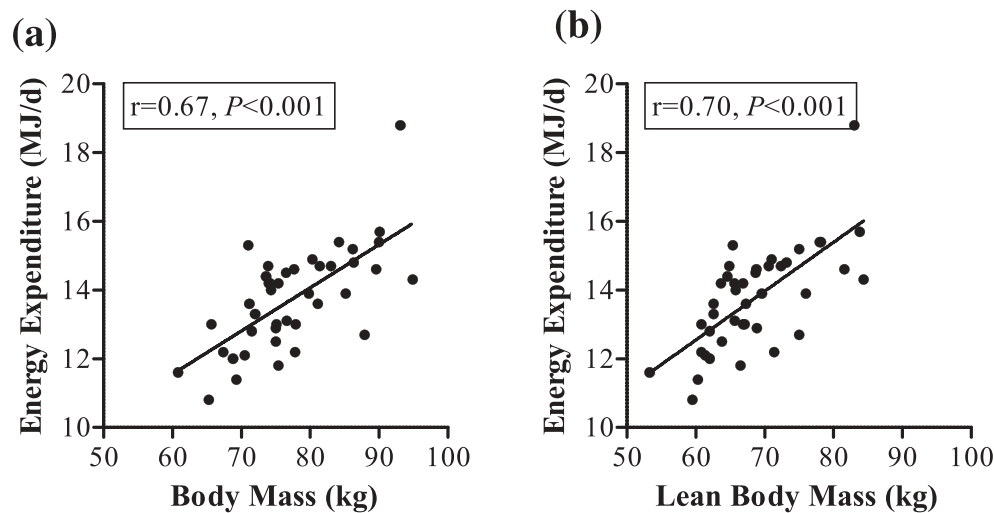 (a)
r=0.67, P<0.001
Energy Expenditure (MJ/d)
20
18
16
14
12
10
50 60 70 80 90 100
Body Mass (kg)
(b)
r=0.70, P<0.001
Energy Expenditure (MJ/d)
20
18
16
14
12
10
50 60 70 80 90 100
Lean Body Mass (kg)